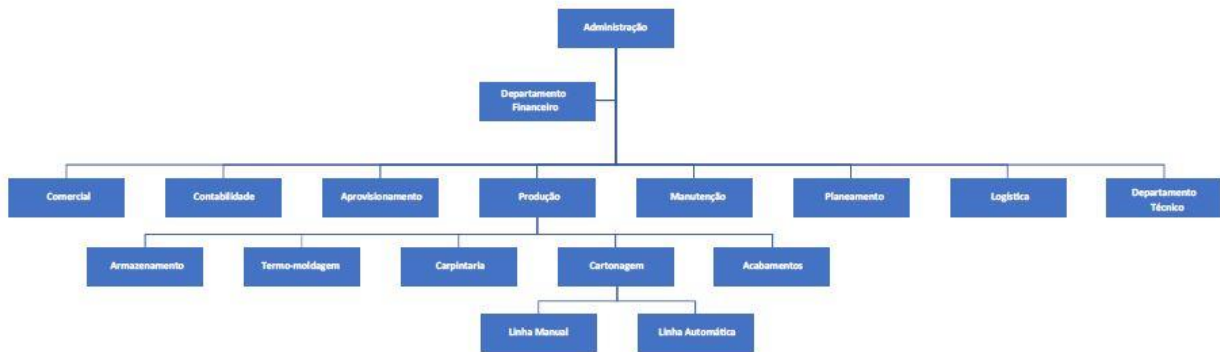 Administração
Departamento
Financeiro
Comercial
Contabilidade
Aprovisionamento
Produção
Manutenção
Planeamento
Logística
Departamento
Técnico
Armazenamento
Termo-moldagem
Carpintaria
Cartonagem
Acabamentos
Linha Manual
Linha Automática